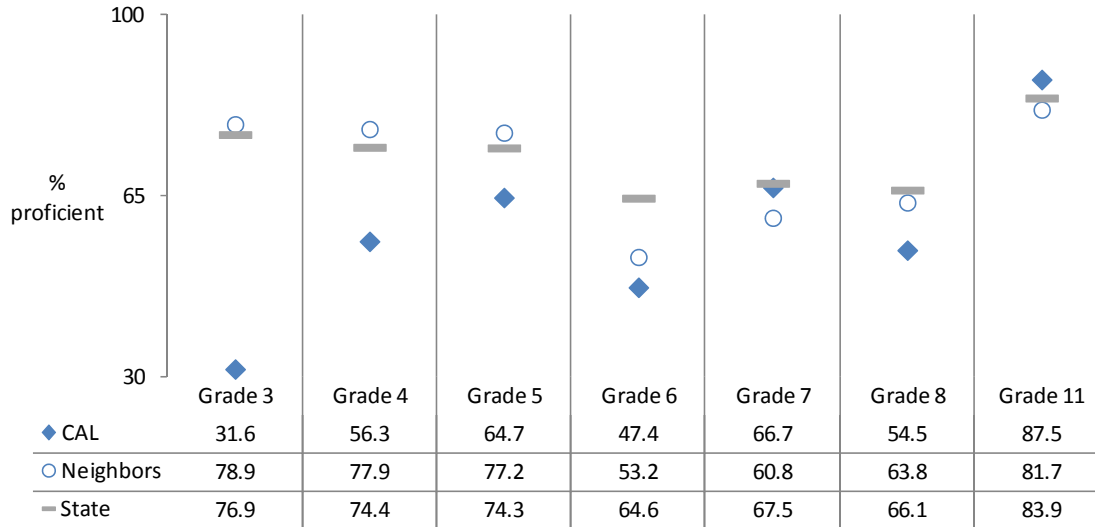 100
%
proficient
65
30
Grade 3 Grade 4 Grade 5 Grade 6 Grade 7 Grade 8 Grade 11
CAL 31.6 56.3 64.7 47.4 66.7 54.5 87.5
Neighbors 78.9 77.9 77.2 53.2 60.8 63.8 81.7
State 76.9 74.4 74.3 64.6 67.5 66.1 83.9